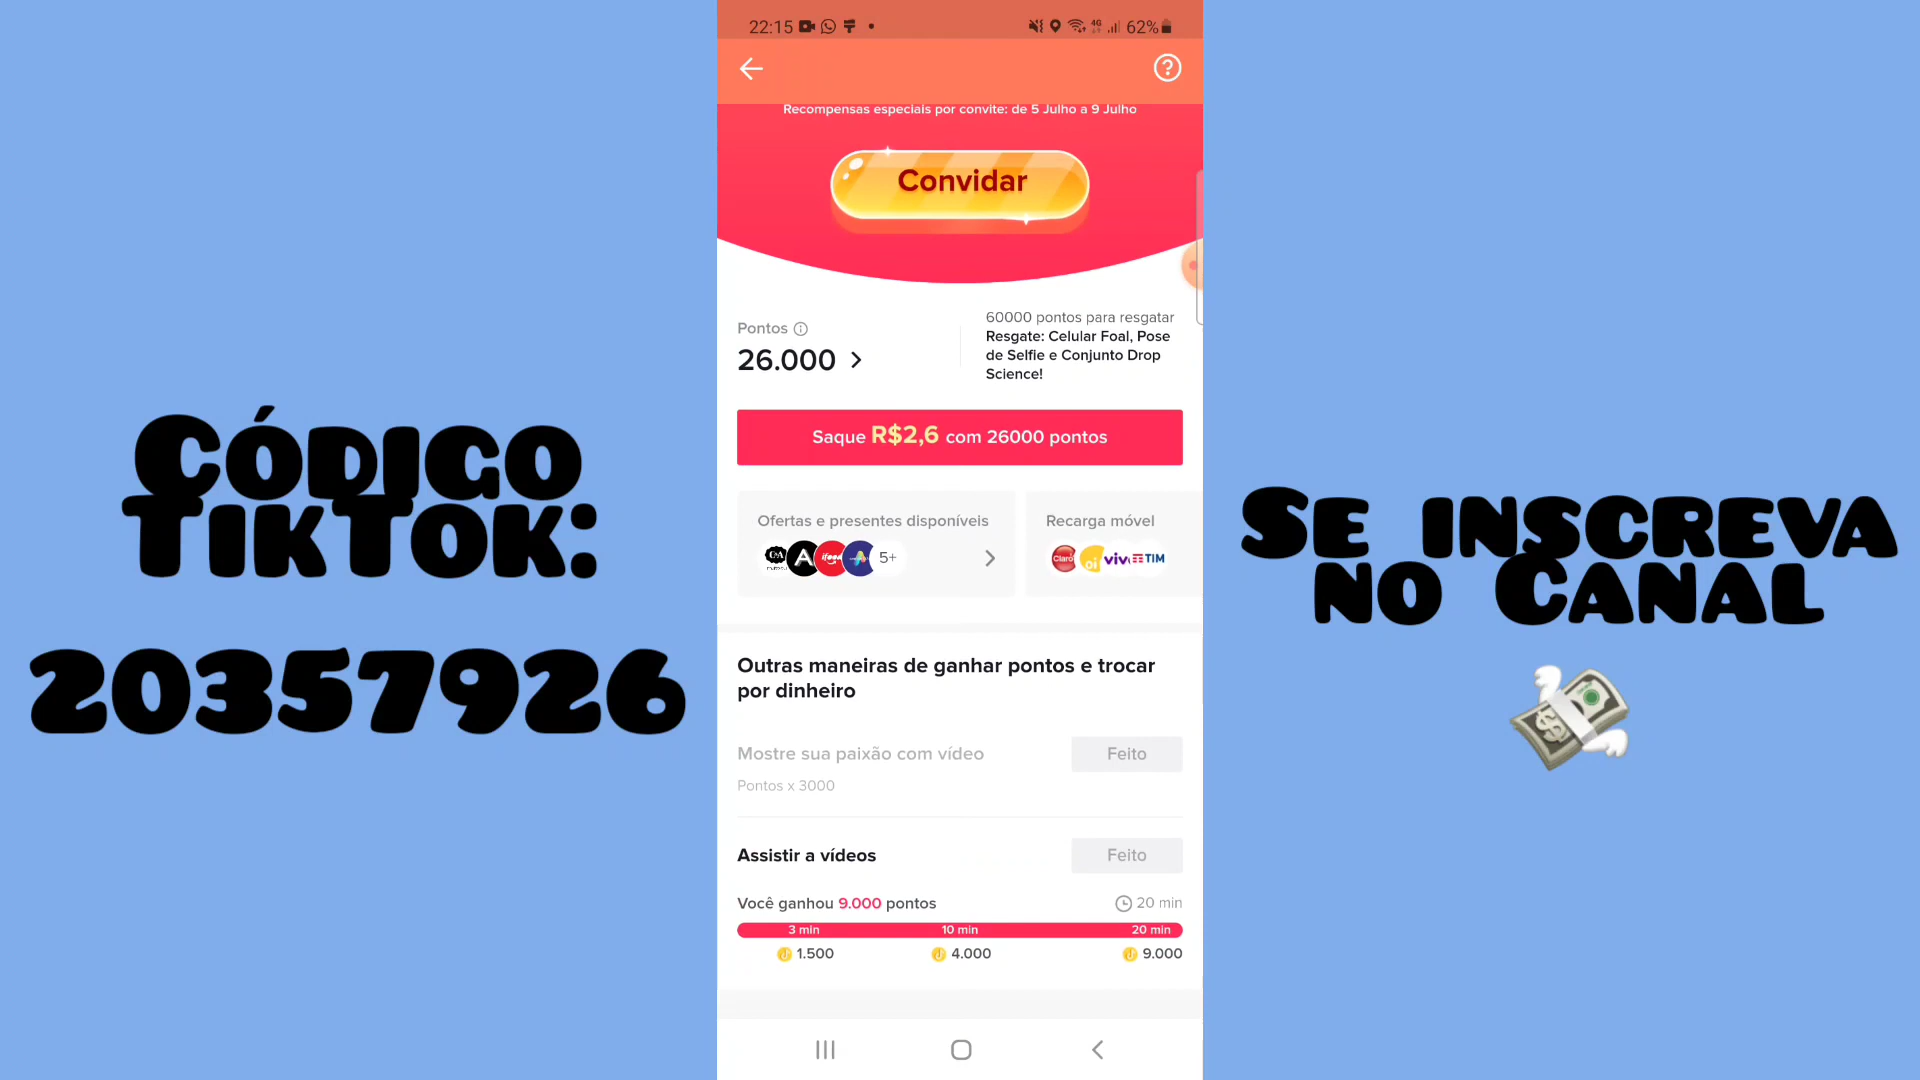 22:15
4G
62%
Recompensas especiais por convite: de 5 Julho a 9 Julho
Convidar
Pontos
26.000
60000 pontos para resgatar
Resgate: Celular Foal, Pose
de Selfie e Conjunto Drop
Science!
Saque R$2,6 com 26000 pontos
Ofertas e presentes disponíveis
C&A
A
ifood
5+
Recarga móvel
Claro
oi
vivo
TIM
Outras maneiras de ganhar pontos e trocar
por dinheiro
Mostre sua paixão com vídeo
Feito
Pontos x 3000
Assistir a vídeos
Feito
Você ganhou 9.000 pontos
20 min
3 min
10 min
20 min
1.500
4.000
9.000
Código
TikTok:
20357926
Se inscreva
no Canal